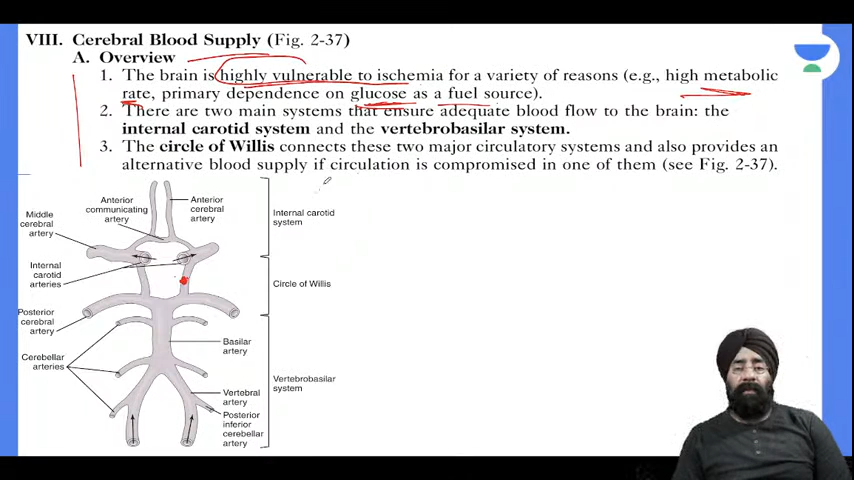 VIII. Cerebral Blood Supply (Fig. 2-37)
A. Overview
1. The brain is highly vulnerable to ischemia for a variety of reasons (e.g., high metabolic
rate, primary dependence on glucose as a fuel source).
2. There are two main systems that ensure adequate blood flow to the brain: the
internal carotid system and the vertebrobasilar system.
3. The circle of Willis connects these two major circulatory systems and also provides an
alternative blood supply if circulation is compromised in one of them (see Fig. 2-37).
Anterior
communicating
artery
Anterior
cerebral
artery
Middle
cerebral
artery
Internal carotid
system
Internal
carotid
arteries
Circle of Willis
Posterior
cerebral
artery
Basilar
artery
Cerebellar
arteries
Vertebrobasilar
system
Vertebral
artery
Posterior
inferior
cerebellar
artery